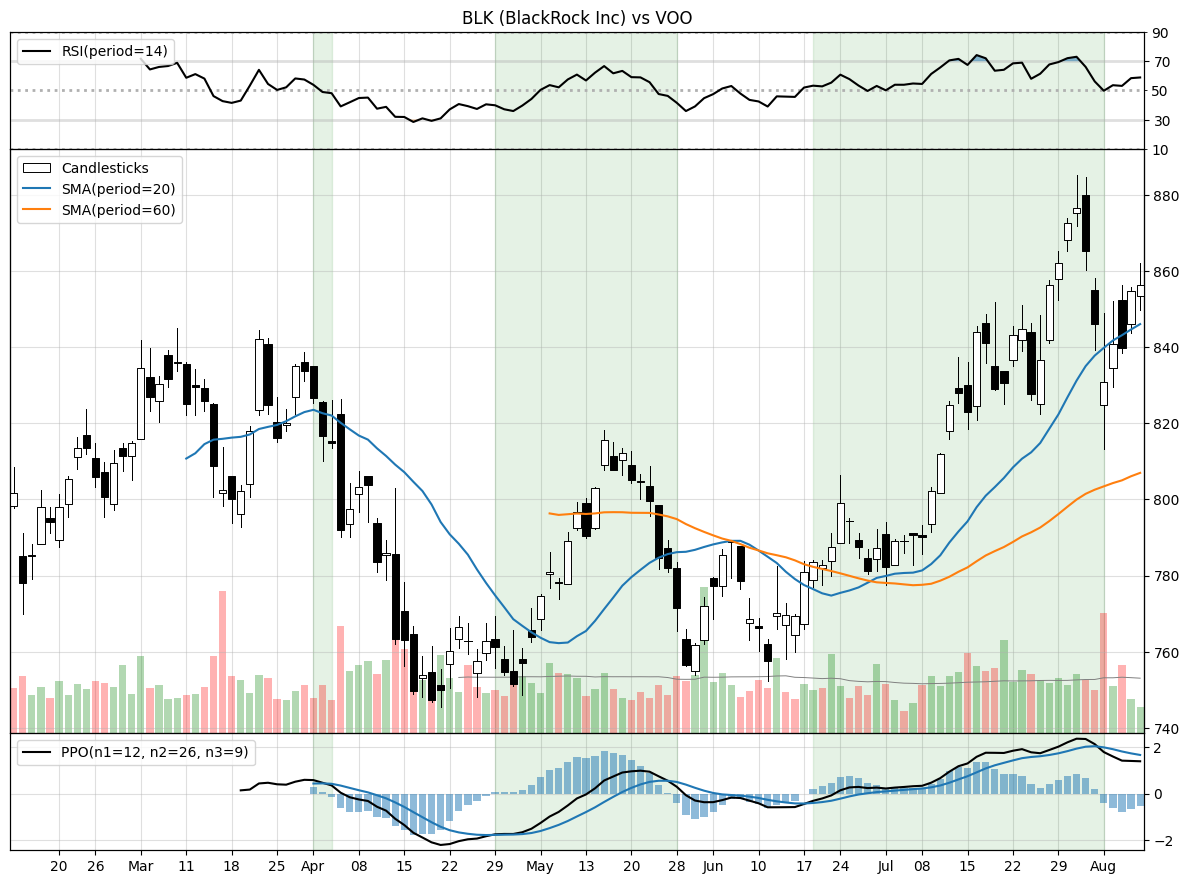 BLK (BlackRock Inc) vs VOO
RSI(period=14)
90
70
50
30
10
Candlesticks
SMA(period=20)
SMA(period=60)
880
860
840
820
800
780
760
740
PPO(n1=12, n2=26, n3=9)
2
0
−2
20 26 Mar 11 18 25 Apr 08 15 22 29 May 13 20 28 Jun 10 17 24 Jul 08 15 22 29 Aug